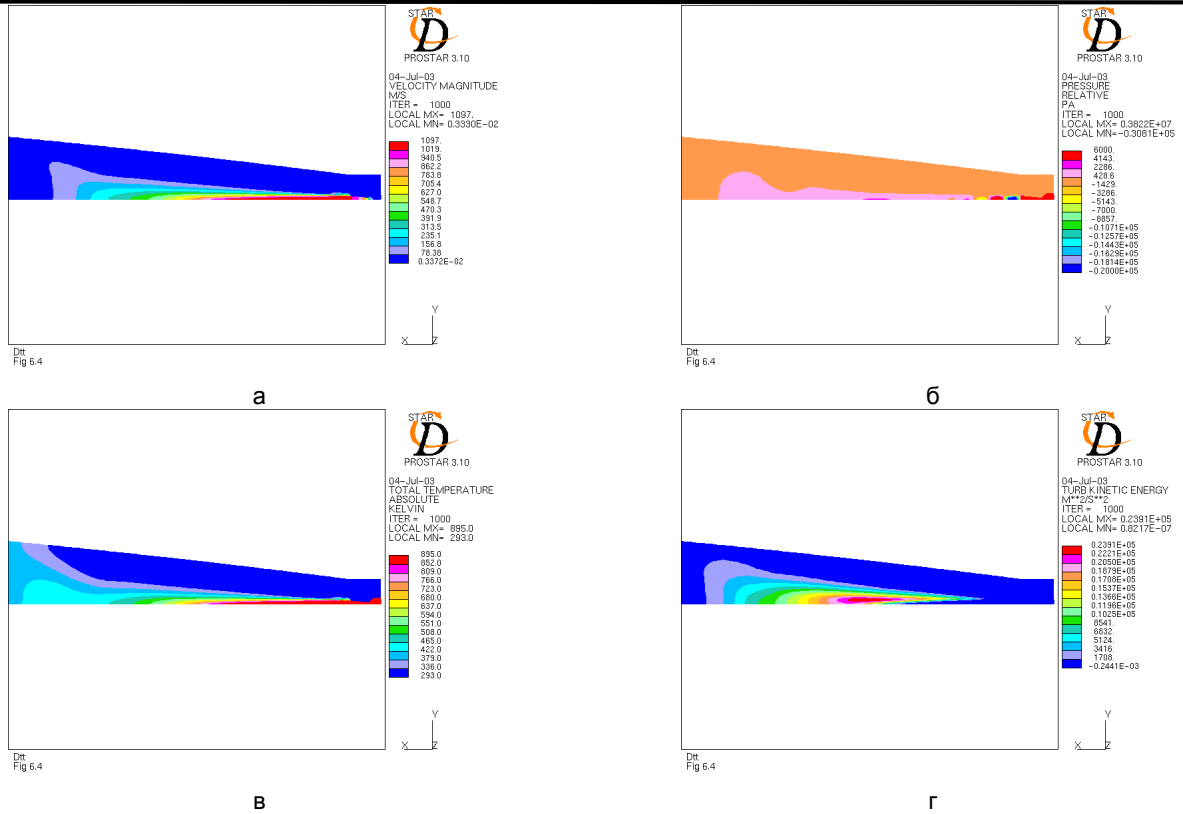 STAR
D
PROSTAR 3.10
04-Jul-03
VELOCITY MAGNITUDE
M/S
ITER = 1000
LOCAL MX= 1097.
LOCAL MN= 0.3330E-02
1097.
1019.
940.5
862.2
783.8
705.4
627.0
548.7
470.3
391.9
313.5
235.1
156.8
78.38
0.3372E-02
Y
X Z
Dtt
Fig 6.4
а
STAR
D
PROSTAR 3.10
04-Jul-03
PRESSURE
RELATIVE
PA
ITER = 1000
LOCAL MX= 0.3822E+07
LOCAL MN=-0.3081E+05
6000.
4143.
2286.
428.6
-1429.
-3286.
-5143.
-7000.
-8857.
-0.1071E+05
-0.1257E+05
-0.1443E+05
-0.1629E+05
-0.1814E+05
-0.2000E+05
Y
X Z
Dtt
Fig 6.4
б
STAR
D
PROSTAR 3.10
04-Jul-03
TOTAL TEMPERATURE
ABSOLUTE
KELVIN
ITER = 1000
LOCAL MX= 895.0
LOCAL MN= 293.0
895.0
852.0
809.0
766.0
723.0
680.0
637.0
594.0
551.0
508.0
465.0
422.0
379.0
336.0
293.0
Y
X Z
Dtt
Fig 6.4
в
STAR
D
PROSTAR 3.10
04-Jul-03
TURB KINETIC ENERGY
M**2/S**2
ITER = 1000
LOCAL MX= 0.2391E+05
LOCAL MN= 0.8217E-07
0.2391E+05
0.2221E+05
0.2050E+05
0.1879E+05
0.1708E+05
0.1537E+05
0.1366E+05
0.1196E+05
0.1025E+05
8541.
6832.
5124.
3416.
1708.
-0.2441E-03
Y
X Z
Dtt
Fig 6.4
г